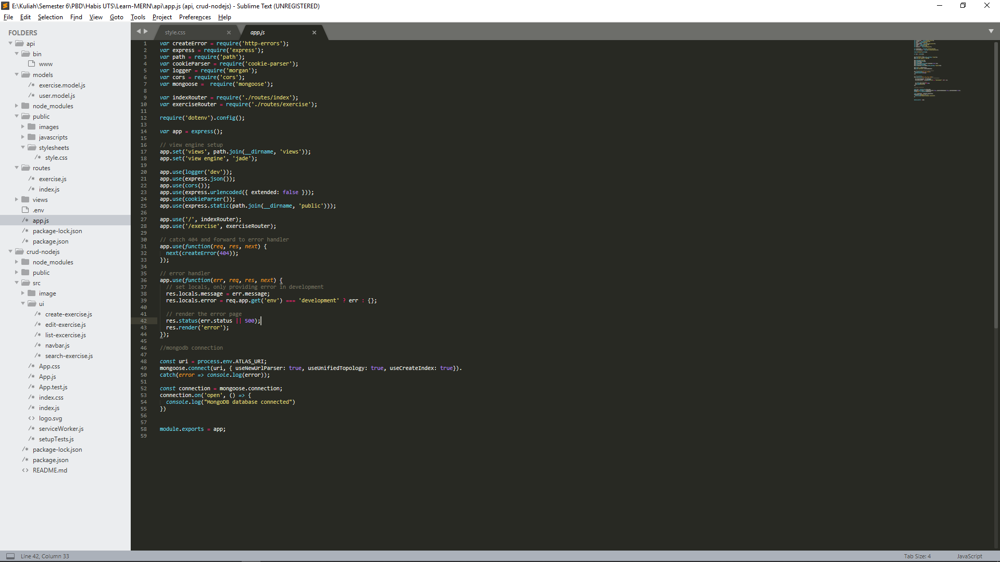 E:\Kuliah\Semester 6\PBD\Habis UTS\Learn-MERN\api\app.js (api, crud-nodejs) - Sublime Text (UNREGISTERED)
File Edit Selection Find View Goto Tools Project Preferences Help
FOLDERS
api
bin
www
models
/* exercise.model.js
/* user.model.js
node_modules
public
images
javascripts
stylesheets
/* style.css
routes
/* exercise.js
/* index.js
views
.env
/* app.js
/* package-lock.json
/* package.json
crud-nodejs
node_modules
public
src
image
ui
/* create-exercise.js
/* edit-exercise.js
/* list-excercise.js
/* navbar.js
/* search-exercise.js
/* App.css
/* App.js
/* App.test.js
/* index.css
/* index.js
<> logo.svg
/* serviceWorker.js
/* setupTests.js
/* package-lock.json
/* package.json
<> README.md
style.css × app.js ×
1 var createError = require('http-errors');
2 var express = require('express');
3 var path = require('path');
4 var cookieParser = require('cookie-parser');
5 var logger = require('morgan');
6 var cors = require('cors');
7 var mongoose =  require('mongoose');
8
9 var indexRouter = require('./routes/index');
10 var exerciseRouter = require('./routes/exercise');
11
12 require('dotenv').config();
13
14 var app = express();
15
16 // view engine setup
17 app.set('views', path.join(__dirname, 'views'));
18 app.set('view engine', 'jade');
19
20 app.use(logger('dev'));
21 app.use(express.json());
22 app.use(cors());
23 app.use(express.urlencoded({ extended: false }));
24 app.use(cookieParser());
25 app.use(express.static(path.join(__dirname, 'public')));
26
27 app.use('/', indexRouter);
28 app.use('/exercise', exerciseRouter);
29
30 // catch 404 and forward to error handler
31 app.use(function(req, res, next) {
32   next(createError(404));
33 });
34
35 // error handler
36 app.use(function(err, req, res, next) {
37   // set locals, only providing error in development
38   res.locals.message = err.message;
39   res.locals.error = req.app.get('env') === 'development' ? err : {};
40
41   // render the error page
42   res.status(err.status || 500);
43   res.render('error');
44 });
45
46 //mongodb connection
47
48 const uri = process.env.ATLAS_URI;
49 mongoose.connect(uri, { useNewUrlParser: true, useUnifiedTopology: true, useCreateIndex: true}).
50 catch(error => console.log(error));
51
52 const connection = mongoose.connection;
53 connection.on('open', () => {
54   console.log("MongoDB database connected")
55 })
56
57
58 module.exports = app;
59
Line 42, Column 33
Tab Size: 4
JavaScript